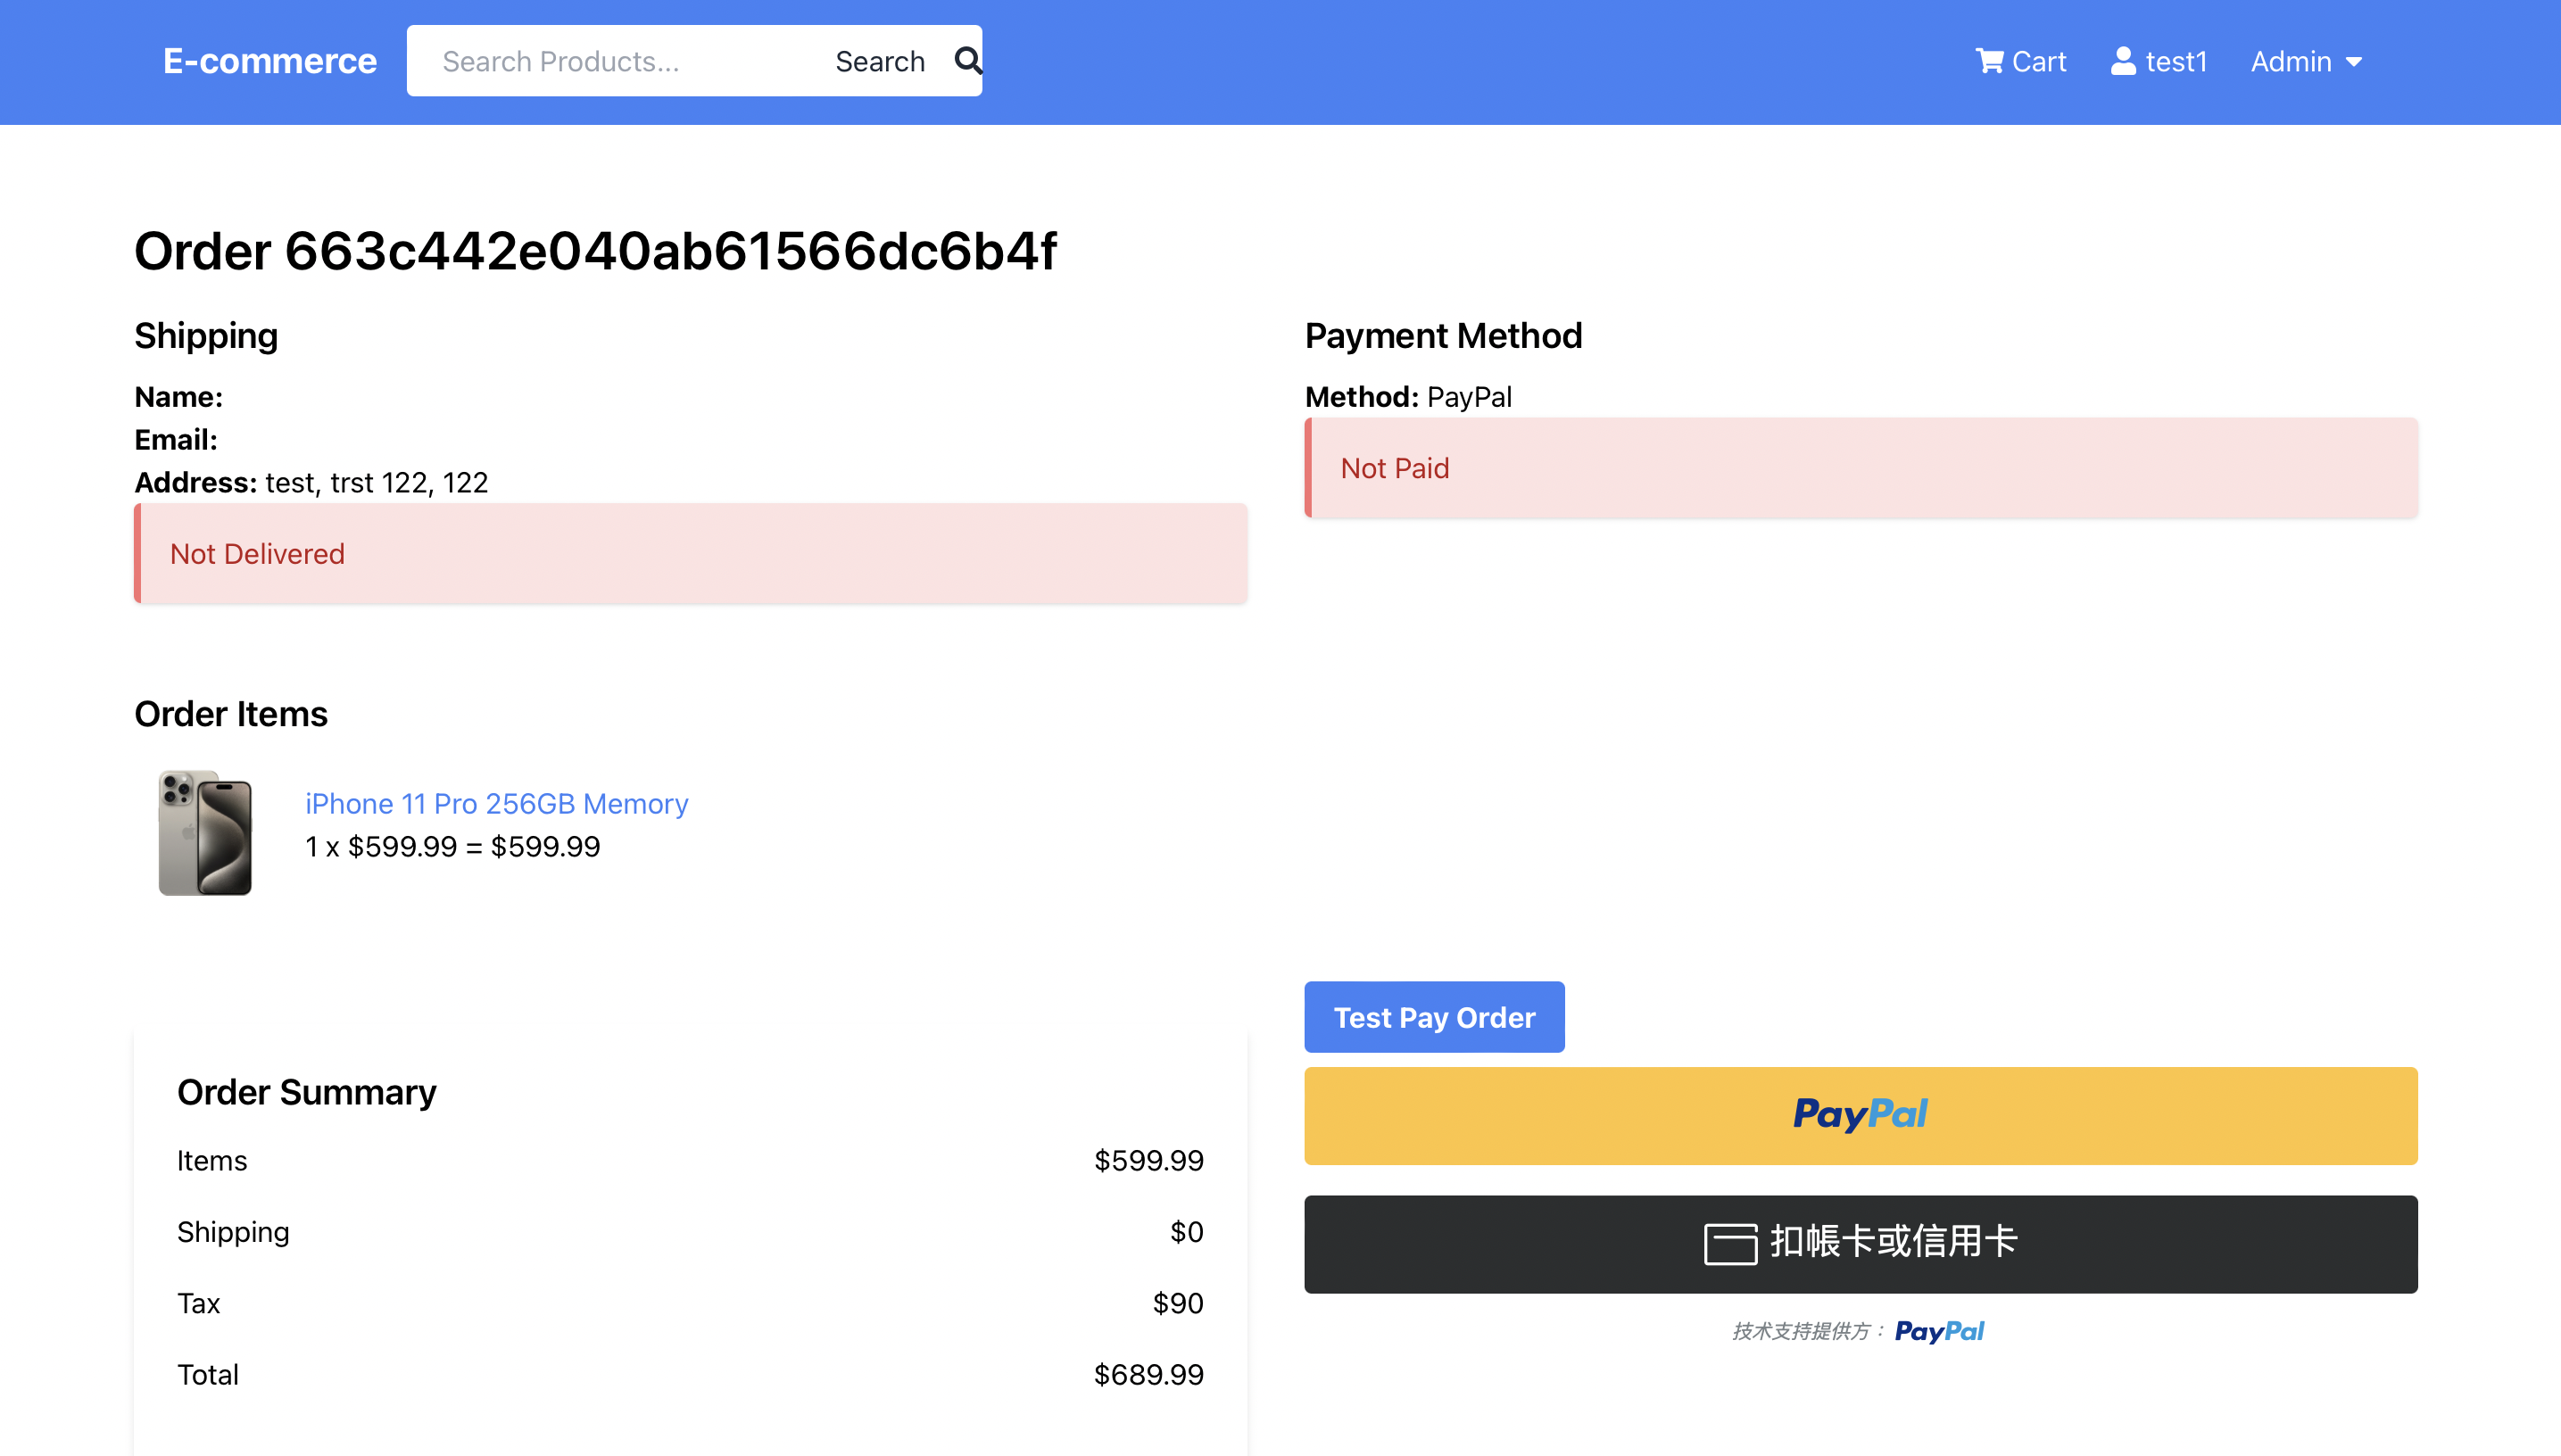 E-commerce
Search Products...
Search
Cart
test1
Admin
Order 663c442e040ab61566dc6b4f
Shipping
Name:
Email:
Address: test, trst 122, 122
Not Delivered
Payment Method
Method: PayPal
Not Paid
Order Items
iPhone 11 Pro 256GB Memory
1 x $599.99 = $599.99
Order Summary
Items $599.99
Shipping $0
Tax $90
Total $689.99
Test Pay Order
PayPal
扣帳卡或信用卡
技术支持提供方： PayPal